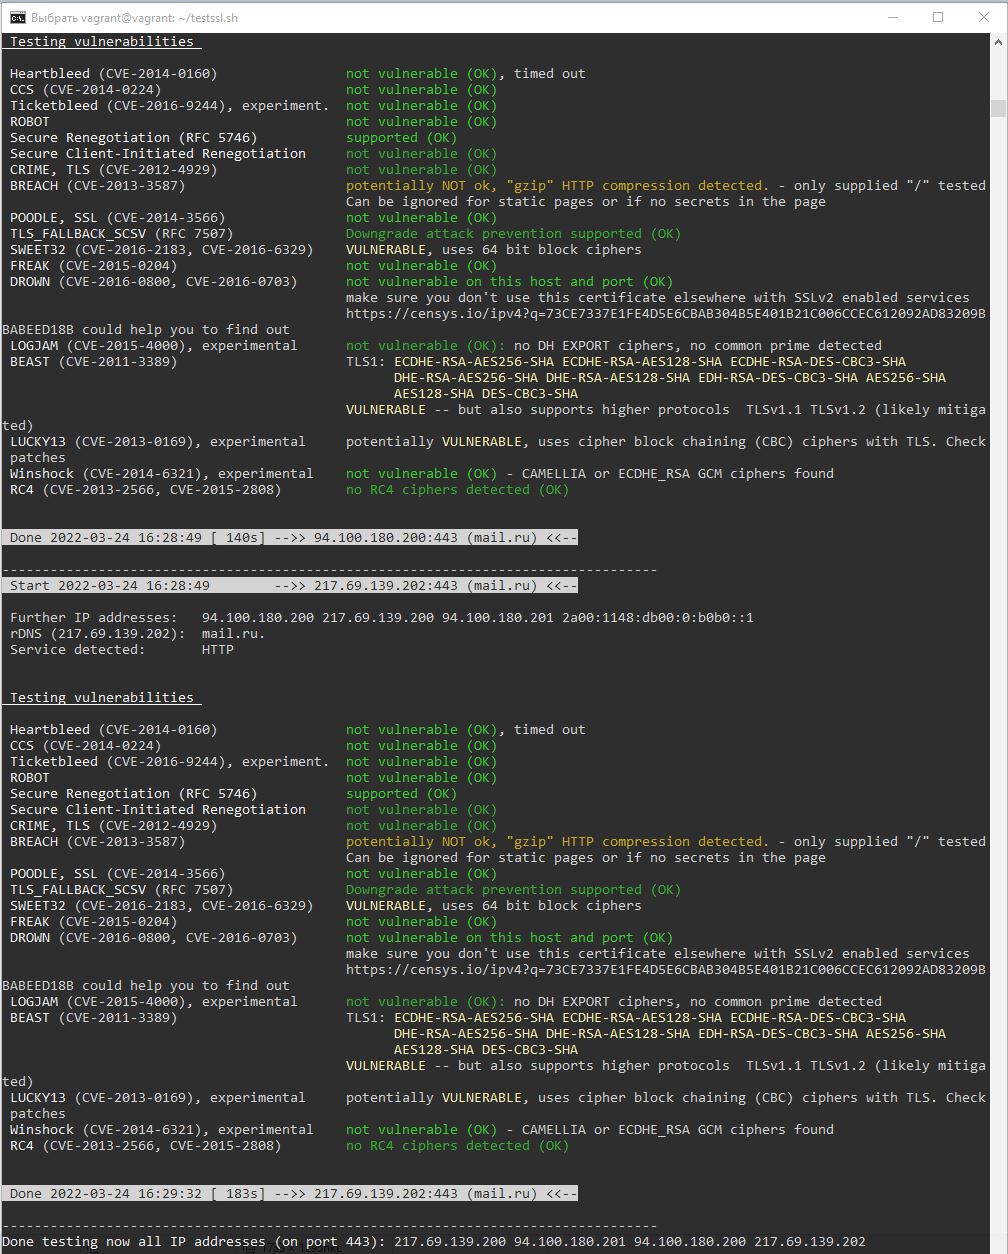 Выбрать vagrant@vagrant: ~/testssl.sh
Testing vulnerabilities
Heartbleed (CVE-2014-0160) not vulnerable (OK), timed out
CCS (CVE-2014-0224) not vulnerable (OK)
Ticketbleed (CVE-2016-9244), experiment. not vulnerable (OK)
ROBOT not vulnerable (OK)
Secure Renegotiation (RFC 5746) supported (OK)
Secure Client-Initiated Renegotiation not vulnerable (OK)
CRIME, TLS (CVE-2012-4929) not vulnerable (OK)
BREACH (CVE-2013-3587) potentially NOT ok, "gzip" HTTP compression detected. - only supplied "/" tested
Can be ignored for static pages or if no secrets in the page
POODLE, SSL (CVE-2014-3566) not vulnerable (OK)
TLS_FALLBACK_SCSV (RFC 7507) Downgrade attack prevention supported (OK)
SWEET32 (CVE-2016-2183, CVE-2016-6329) VULNERABLE, uses 64 bit block ciphers
FREAK (CVE-2015-0204) not vulnerable (OK)
DROWN (CVE-2016-0800, CVE-2016-0703) not vulnerable on this host and port (OK)
make sure you don't use this certificate elsewhere with SSLv2 enabled services
https://censys.io/ipv4?q=73CE7337E1FE4D5E6CBAB304B5E401B21C006CCEC612092AD83209B
BABEED18B could help you to find out
LOGJAM (CVE-2015-4000), experimental not vulnerable (OK): no DH EXPORT ciphers, no common prime detected
BEAST (CVE-2011-3389) TLS1: ECDHE-RSA-AES256-SHA ECDHE-RSA-AES128-SHA ECDHE-RSA-DES-CBC3-SHA
DHE-RSA-AES256-SHA DHE-RSA-AES128-SHA EDH-RSA-DES-CBC3-SHA AES256-SHA
AES128-SHA DES-CBC3-SHA
VULNERABLE -- but also supports higher protocols TLSv1.1 TLSv1.2 (likely mitiga
ted)
LUCKY13 (CVE-2013-0169), experimental potentially VULNERABLE, uses cipher block chaining (CBC) ciphers with TLS. Check
patches
Winshock (CVE-2014-6321), experimental not vulnerable (OK) - CAMELLIA or ECDHE_RSA GCM ciphers found
RC4 (CVE-2013-2566, CVE-2015-2808) no RC4 ciphers detected (OK)
Done 2022-03-24 16:28:49 [ 140s] -->> 94.100.180.200:443 (mail.ru) <<--
---------------------------------------------------------------------------------
Start 2022-03-24 16:28:49 -->> 217.69.139.202:443 (mail.ru) <<--
Further IP addresses: 94.100.180.200 217.69.139.200 94.100.180.201 2a00:1148:db00:0:b0b0::1
rDNS (217.69.139.202): mail.ru.
Service detected: HTTP
Testing vulnerabilities
Heartbleed (CVE-2014-0160) not vulnerable (OK), timed out
CCS (CVE-2014-0224) not vulnerable (OK)
Ticketbleed (CVE-2016-9244), experiment. not vulnerable (OK)
ROBOT not vulnerable (OK)
Secure Renegotiation (RFC 5746) supported (OK)
Secure Client-Initiated Renegotiation not vulnerable (OK)
CRIME, TLS (CVE-2012-4929) not vulnerable (OK)
BREACH (CVE-2013-3587) potentially NOT ok, "gzip" HTTP compression detected. - only supplied "/" tested
Can be ignored for static pages or if no secrets in the page
POODLE, SSL (CVE-2014-3566) not vulnerable (OK)
TLS_FALLBACK_SCSV (RFC 7507) Downgrade attack prevention supported (OK)
SWEET32 (CVE-2016-2183, CVE-2016-6329) VULNERABLE, uses 64 bit block ciphers
FREAK (CVE-2015-0204) not vulnerable (OK)
DROWN (CVE-2016-0800, CVE-2016-0703) not vulnerable on this host and port (OK)
make sure you don't use this certificate elsewhere with SSLv2 enabled services
https://censys.io/ipv4?q=73CE7337E1FE4D5E6CBAB304B5E401B21C006CCEC612092AD83209B
BABEED18B could help you to find out
LOGJAM (CVE-2015-4000), experimental not vulnerable (OK): no DH EXPORT ciphers, no common prime detected
BEAST (CVE-2011-3389) TLS1: ECDHE-RSA-AES256-SHA ECDHE-RSA-AES128-SHA ECDHE-RSA-DES-CBC3-SHA
DHE-RSA-AES256-SHA DHE-RSA-AES128-SHA EDH-RSA-DES-CBC3-SHA AES256-SHA
AES128-SHA DES-CBC3-SHA
VULNERABLE -- but also supports higher protocols TLSv1.1 TLSv1.2 (likely mitiga
ted)
LUCKY13 (CVE-2013-0169), experimental potentially VULNERABLE, uses cipher block chaining (CBC) ciphers with TLS. Check
patches
Winshock (CVE-2014-6321), experimental not vulnerable (OK) - CAMELLIA or ECDHE_RSA GCM ciphers found
RC4 (CVE-2013-2566, CVE-2015-2808) no RC4 ciphers detected (OK)
Done 2022-03-24 16:29:32 [ 183s] -->> 217.69.139.202:443 (mail.ru) <<--
---------------------------------------------------------------------------------
Done testing now all IP addresses (on port 443): 217.69.139.200 94.100.180.201 94.100.180.200 217.69.139.202